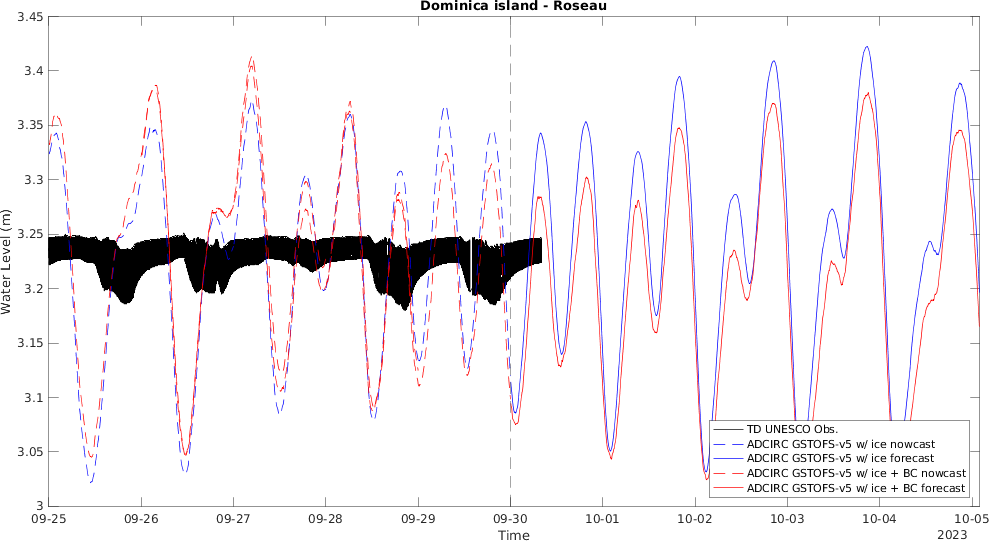 Dominica island - Roseau
3.45
3.4
3.35
3.3
3.25
3.2
3.15
3.1
3.05
3
Water Level (m)
TD UNESCO Obs.
ADCIRC GSTOFS-v5 w/ ice nowcast
ADCIRC GSTOFS-v5 w/ ice forecast
ADCIRC GSTOFS-v5 w/ ice + BC nowcast
ADCIRC GSTOFS-v5 w/ ice + BC forecast
09-25 09-26 09-27 09-28 09-29 09-30 10-01 10-02 10-03 10-04 10-05
Time
2023